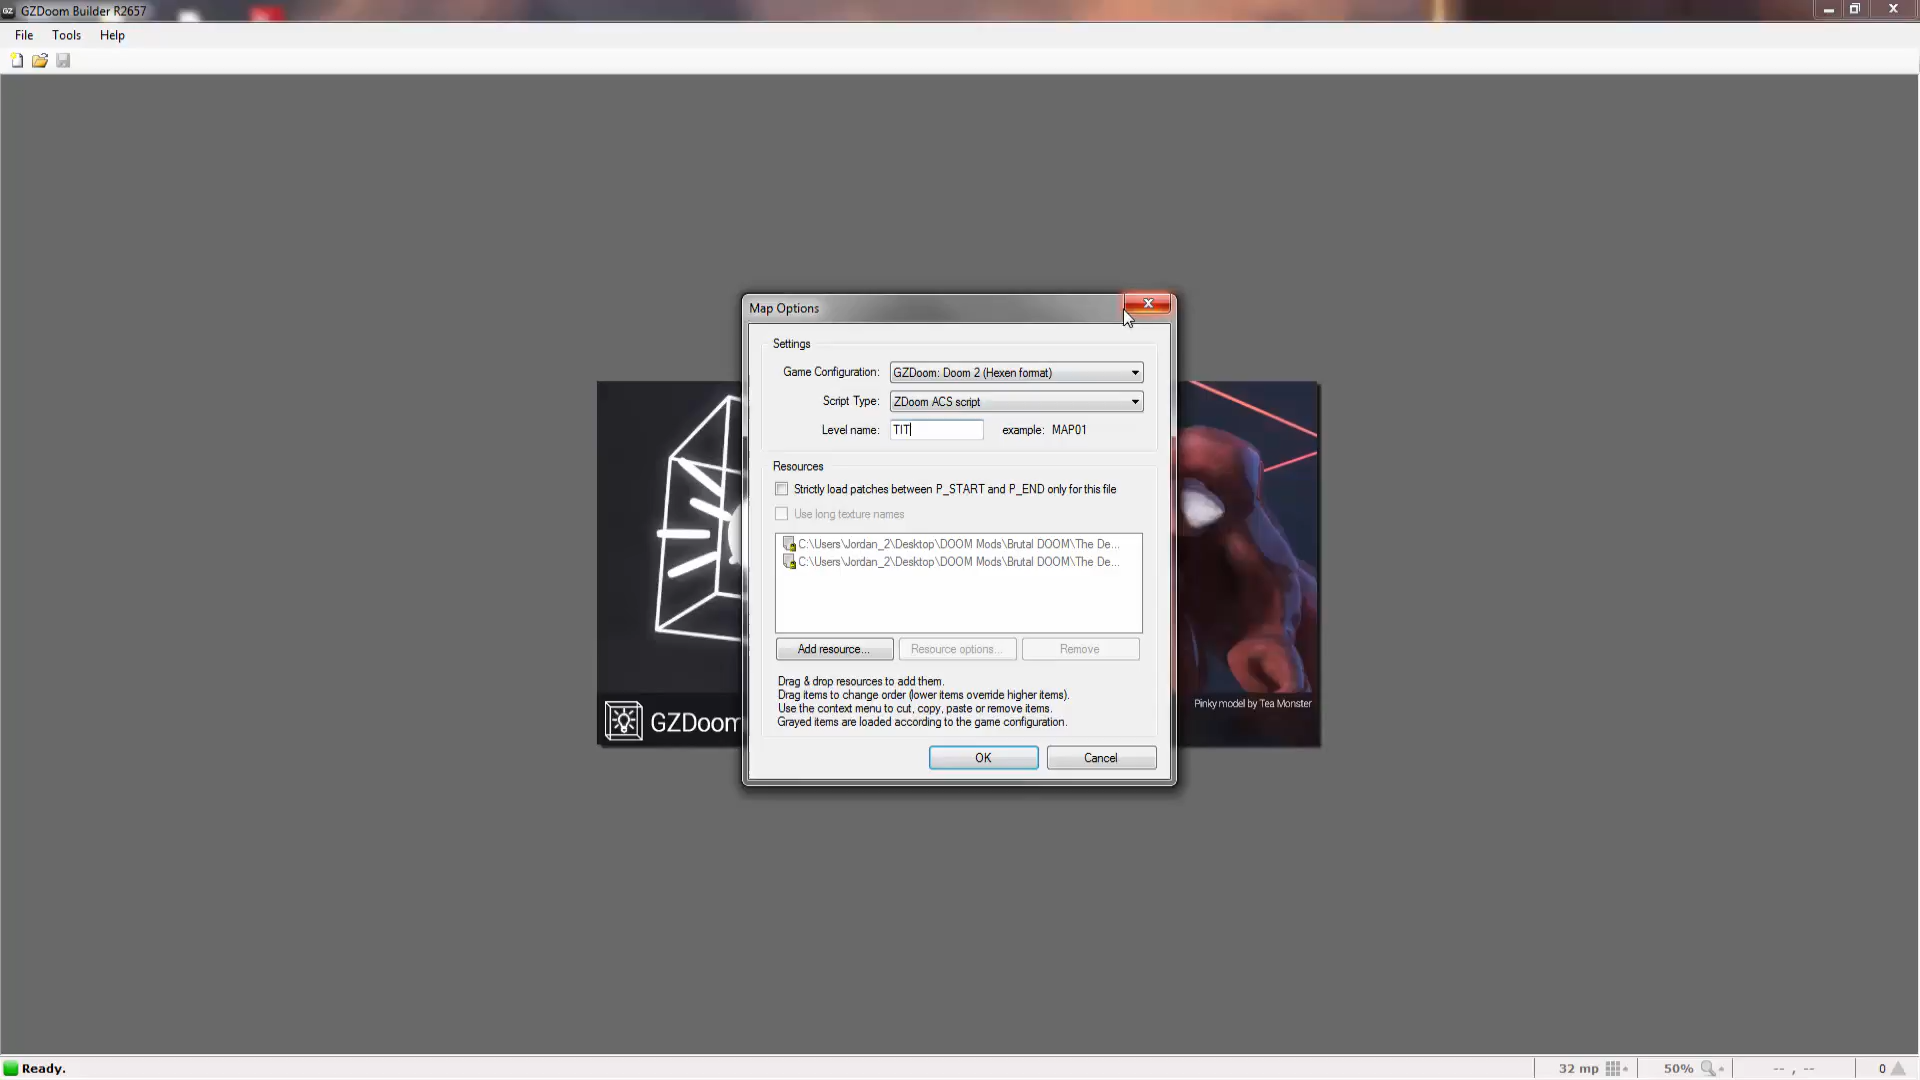 GZDoom Builder R2657
File Tools Help
Map Options
Settings
Game Configuration: GZDoom: Doom 2 (Hexen format)
Script Type: ZDoom ACS script
Level name: TIT example: MAP01
Resources
Strictly load patches between P_START and P_END only for this file
Use long texture names
C:\Users\Jordan_2\Desktop\DOOM Mods\Brutal DOOM\The De...
C:\Users\Jordan_2\Desktop\DOOM Mods\Brutal DOOM\The De...
Add resource... Resource options... Remove
Drag & drop resources to add them.
Drag items to change order (lower items override higher items).
Use the context menu to cut, copy, paste or remove items.
Grayed items are loaded according to the game configuration.
OK Cancel
GZDoom
Pinky model by Tea Monster
Ready. 32 mp 50% -- , -- 0